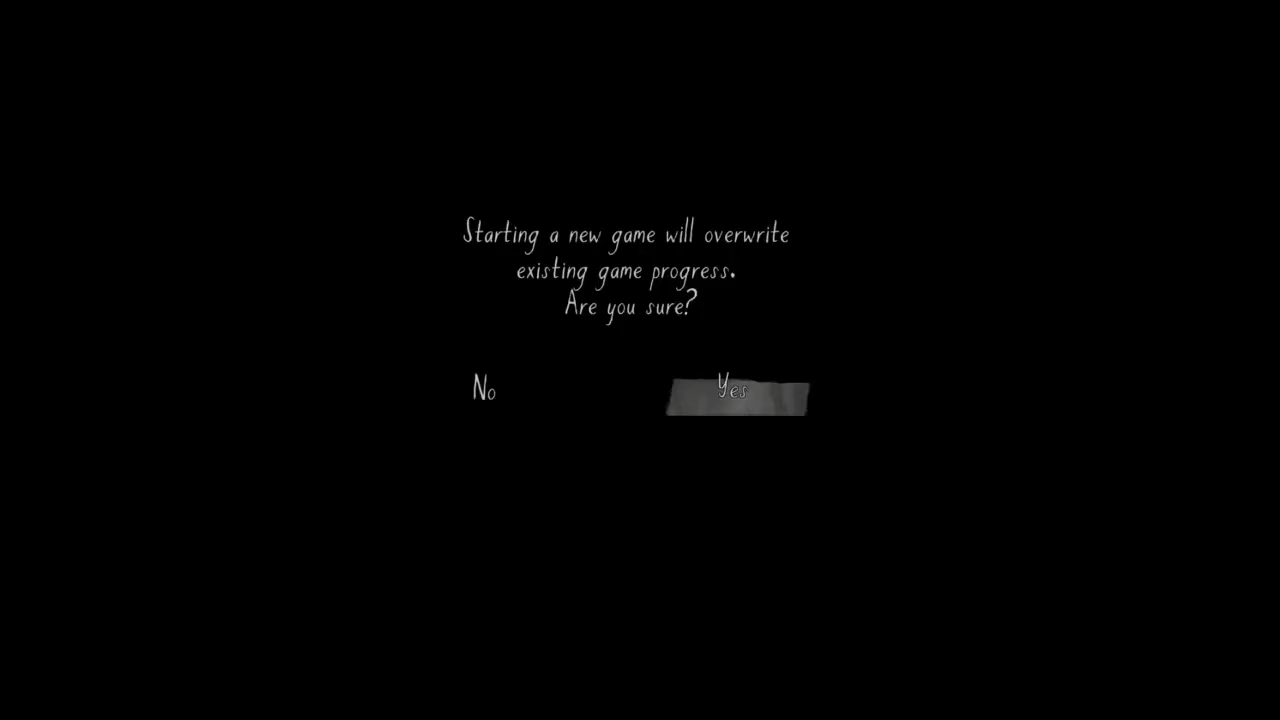 Starting a new game will overwrite
existing game progress.
Are you sure?
No
Yes